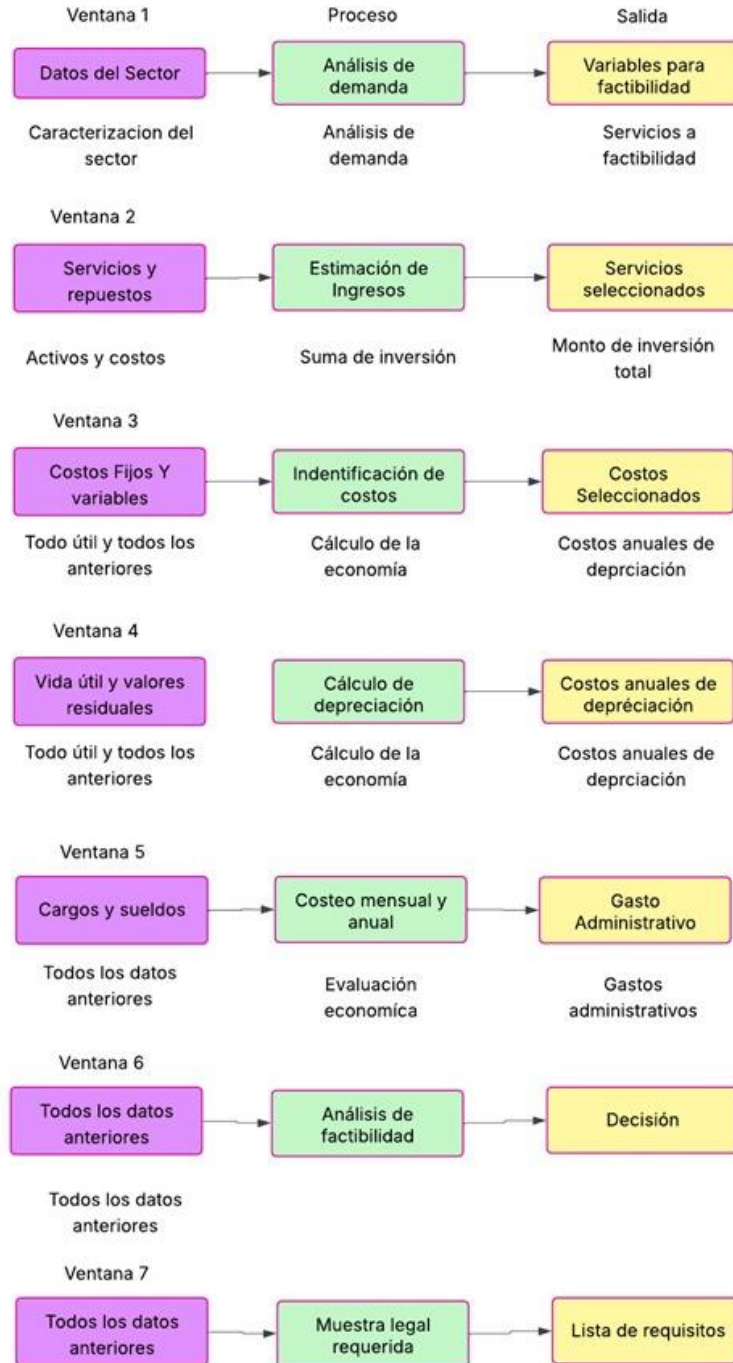 Ventana 1
Proceso
Salida
Datos del Sector
Análisis de
demanda
Variables para
factibilidad
Caracterizacion del
sector
Análisis de
demanda
Servicios a
factibilidad
Ventana 2
Servicios y
repuestos
Estimación de
Ingresos
Servicios
seleccionados
Activos y costos
Suma de inversión
Monto de inversión
total
Ventana 3
Costos Fijos Y
variables
Indentificación de
costos
Costos
Seleccionados
Todo útil y todos los
anteriores
Cálculo de la
economía
Costos anuales de
deprciación
Ventana 4
Vida útil y valores
residuales
Cálculo de
depreciación
Costos anuales de
depréciación
Todo útil y todos los
anteriores
Cálculo de la
economía
Costos anuales de
deprciación
Ventana 5
Cargos y sueldos
Costeo mensual y
anual
Gasto
Administrativo
Todos los datos
anteriores
Evaluación
economíca
Gastos
administrativos
Ventana 6
Todos los datos
anteriores
Análisis de
factibilidad
Decisión
Todos los datos
anteriores
Ventana 7
Todos los datos
anteriores
Muestra legal
requerida
Lista de requisitos